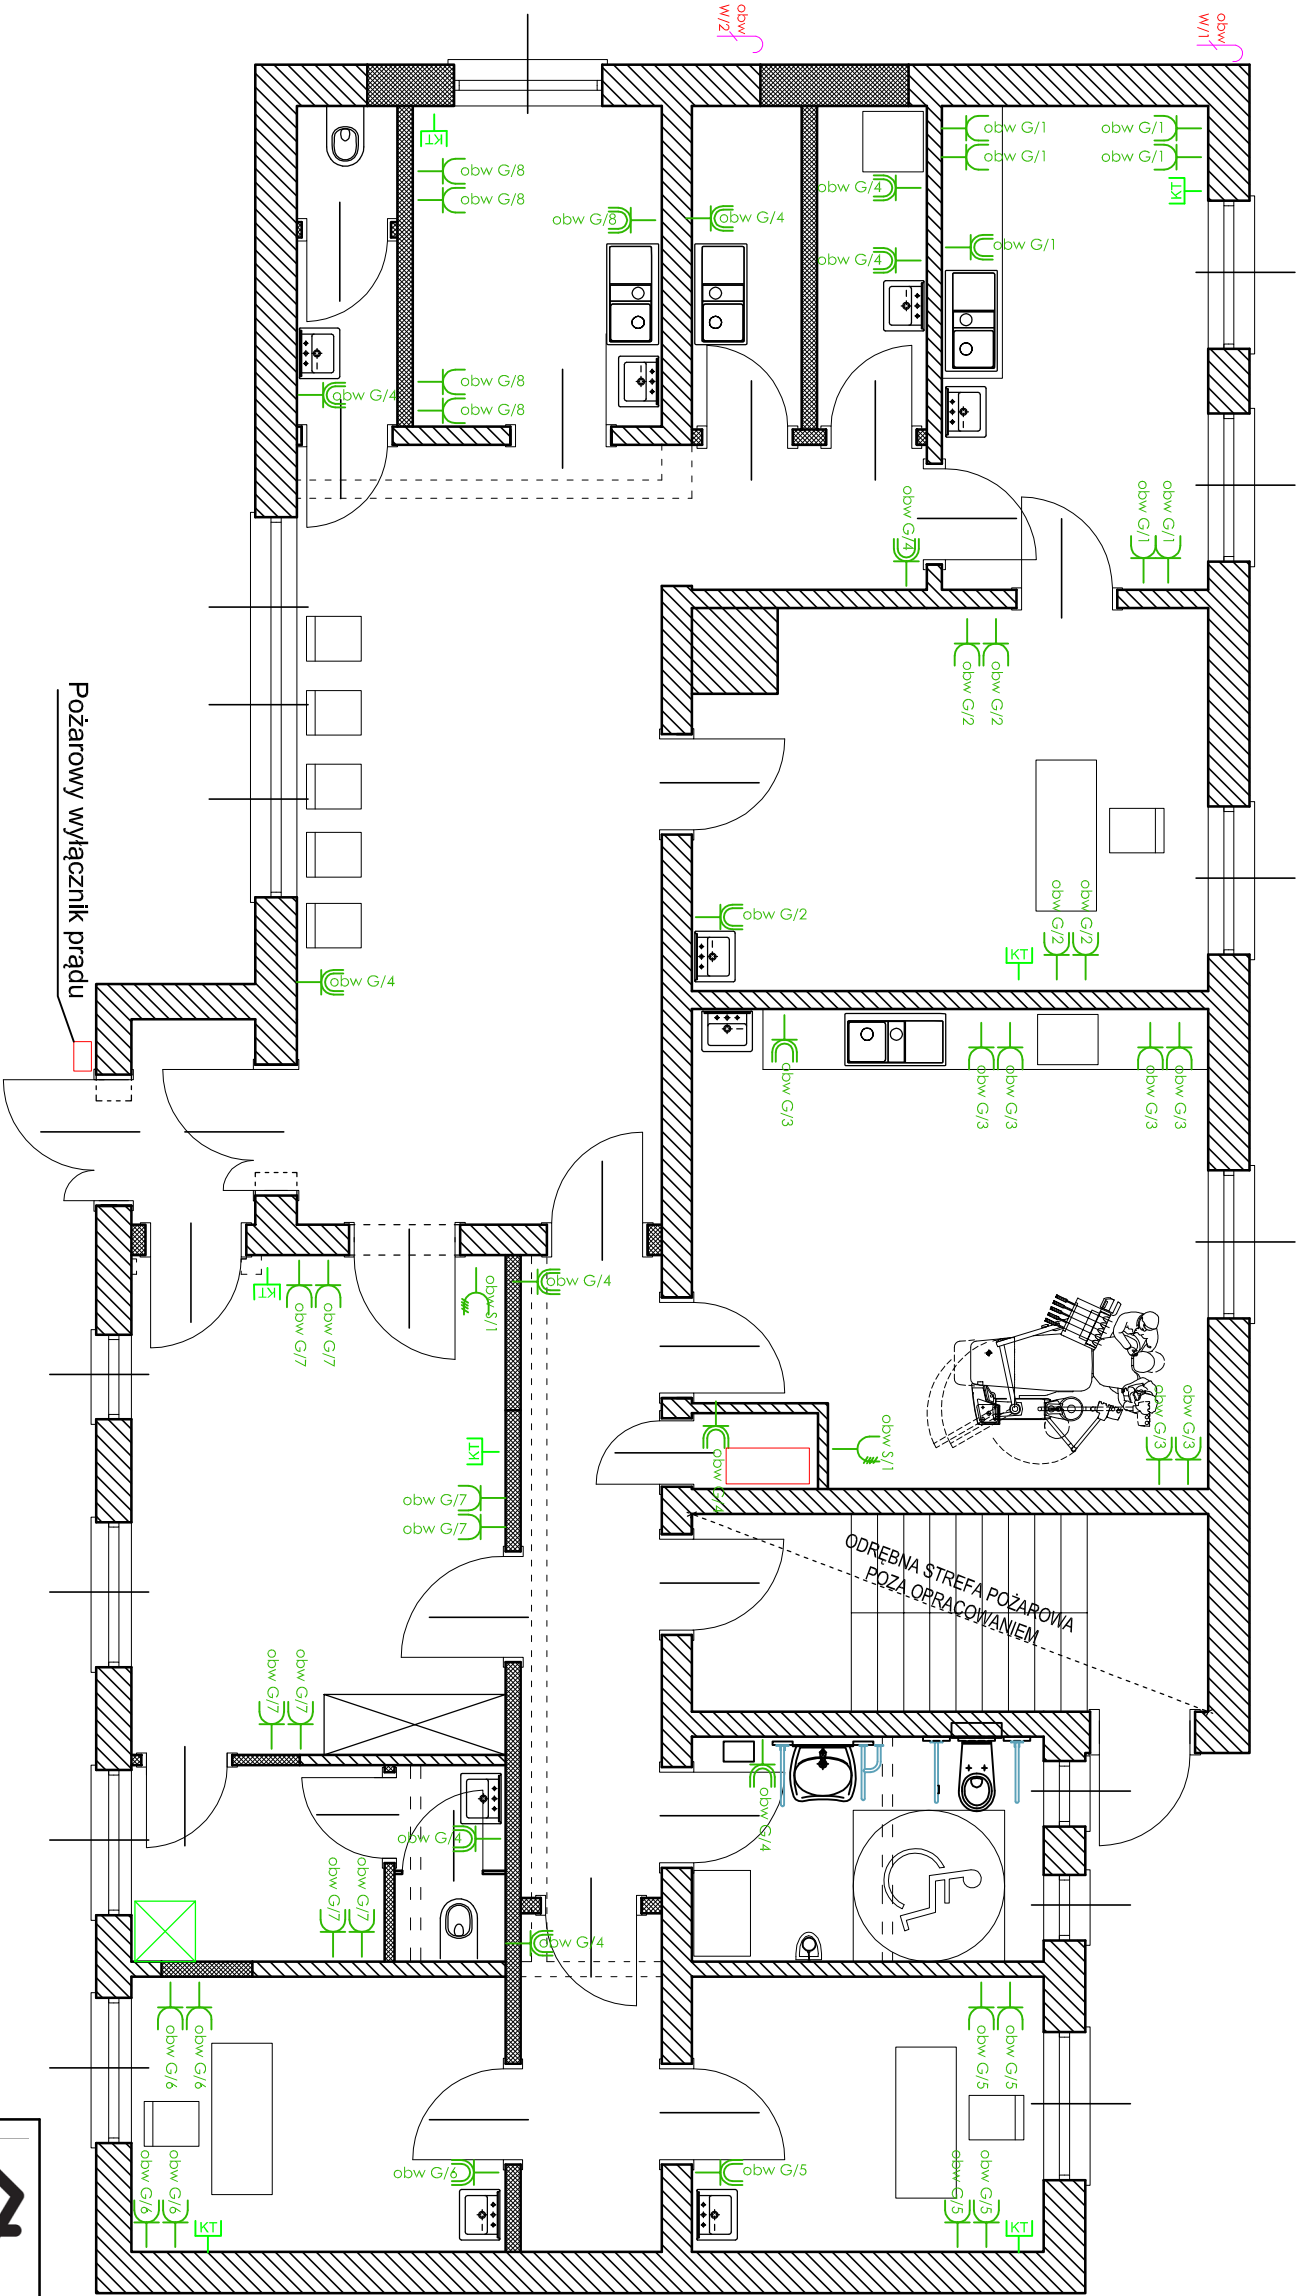 obw
W/2
obw
W/1
KT
obw G/8
obw G/8
obw G/8
obw G/4
obw G/4
obw G/4
obw G/1
obw G/1
obw G/1
obw G/1
KT
obw G/1
obw G/4
obw G/8
obw G/8
obw G/4
obw G/1
obw G/1
obw G/2
obw G/2
obw G/2
obw G/2
obw G/2
KT
Pożarowy wyłącznik prądu
obw G/4
obw G/3
obw G/3
obw G/3
obw G/3
obw G/3
KT
obw G/7
obw G/7
obw S/1
obw G/4
obw G/3
obw G/3
obw S/1
obw G/4
KT
obw G/7
obw G/7
ODRĘBNA STREFA POŻAROWA
POZA OPRACOWANIEM
obw G/7
obw G/7
obw G/4
obw G/4
obw G/7
obw G/7
obw G/4
obw G/6
obw G/6
obw G/5
obw G/5
obw G/6
obw G/6
obw G/6
KT
obw G/5
obw G/5
obw G/5
KT